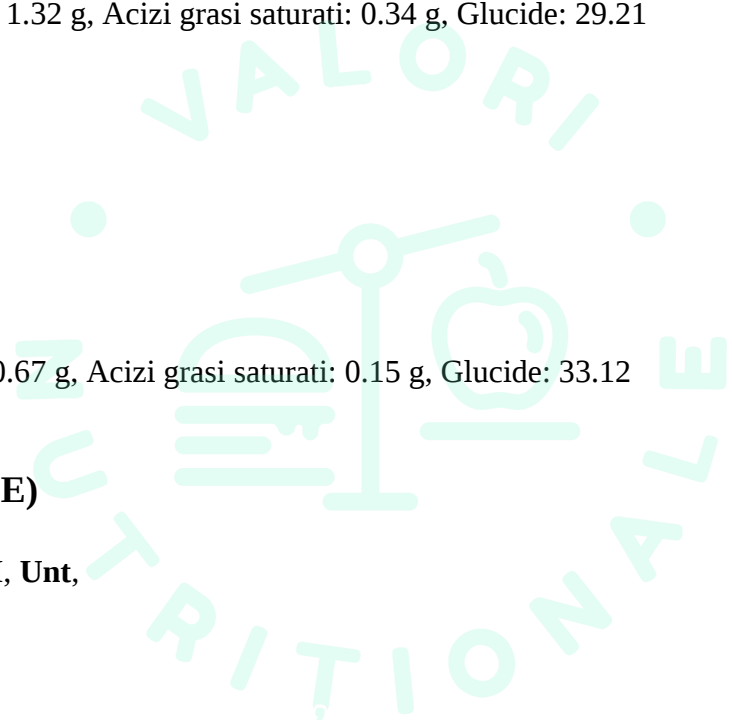 1.32 g, Acizi grasi saturati: 0.34 g, Glucide: 29.21
VALORI
0.67 g, Acizi grasi saturati: 0.15 g, Glucide: 33.12
E)
, Unt,
NUTRITIONALE